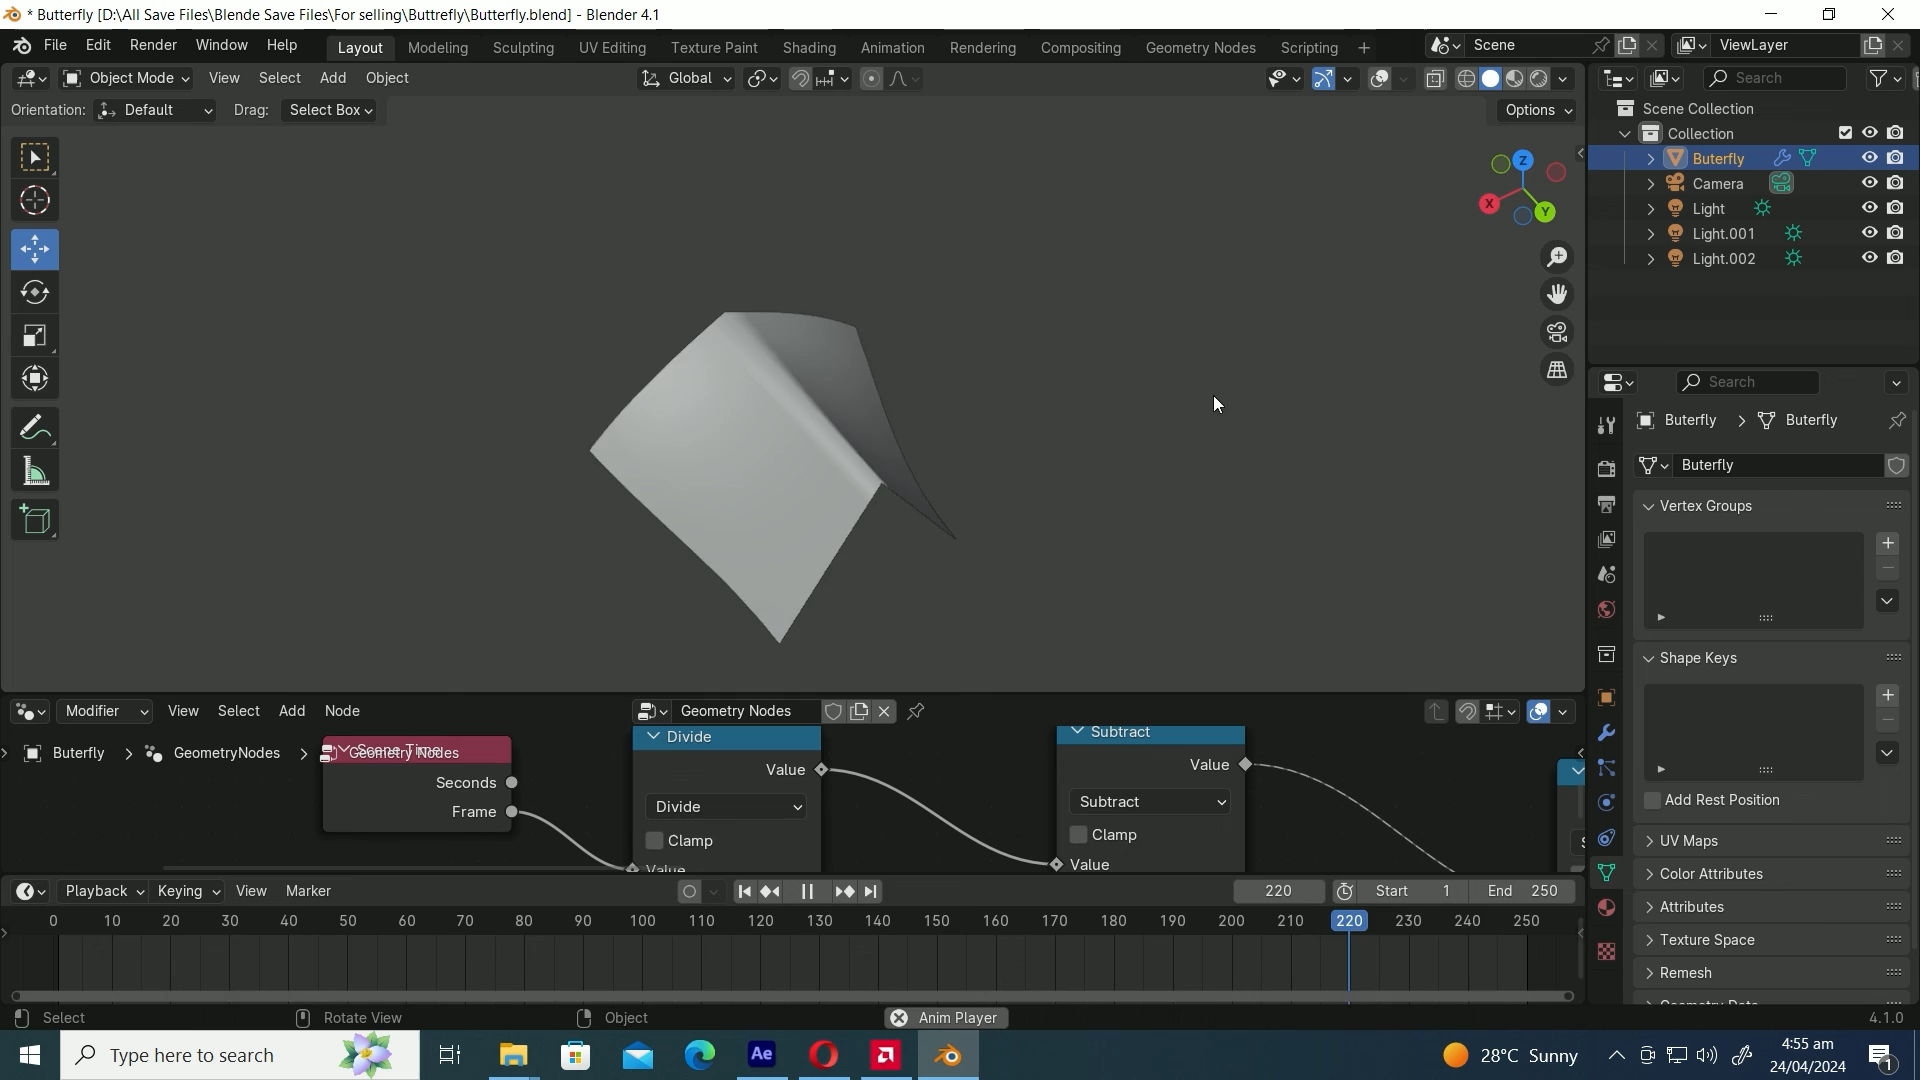 * Butterfly [D:\All Save Files\Blende Save Files\For selling\Buttrefly\Butterfly.blend] - Blender 4.1
File Edit Render Window Help Layout Modeling Sculpting UV Editing Texture Paint Shading Animation Rendering Compositing Geometry Nodes Scripting + Scene ViewLayer
Object Mode View Select Add Object Global Search
Orientation: Default Drag: Select Box Options
Scene Collection
Collection
Buterfly
Camera
Light
Light.001
Light.002
Z
X
Y
Search
Buterfly > Buterfly
Buterfly
Vertex Groups
Shape Keys
Add Rest Position
UV Maps
Color Attributes
Attributes
Texture Space
Remesh
Modifier View Select Add Node Geometry Nodes
Buterfly > GeometryNodes > Geometry Nodes
Scene Time
Seconds
Frame
Divide
Value
Divide
Clamp
Value
Subtract
Value
Subtract
Clamp
Value
Playback Keying View Marker 220 Start 1 End 250
0 10 20 30 40 50 60 70 80 90 100 110 120 130 140 150 160 170 180 190 200 210 220 230 240 250
Select Rotate View Object Anim Player 4.1.0
Type here to search Ae 28°C Sunny 4:55 am
24/04/2024
1